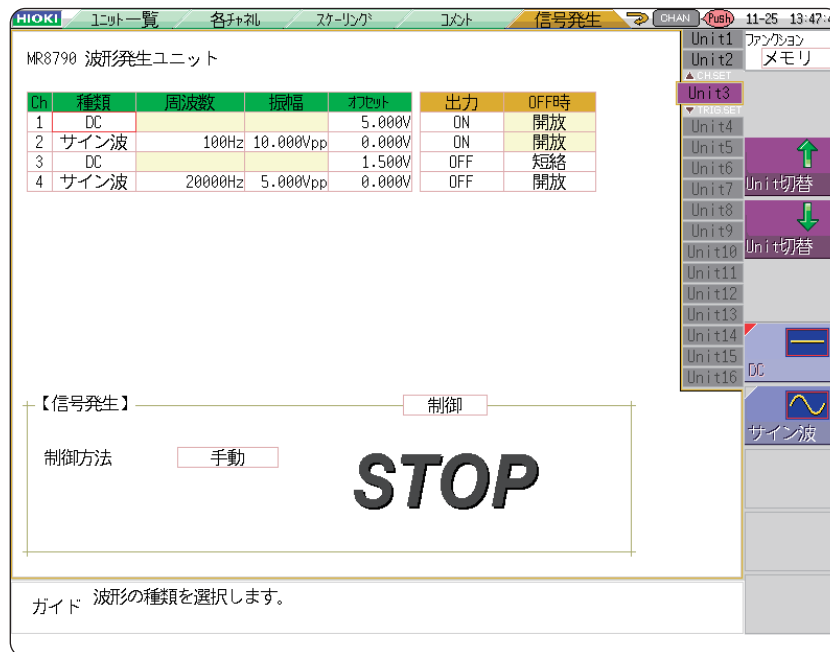 HIOKI ﾕﾆｯﾄ一覧 各ﾁｬﾈﾙ ｽｹｰﾘﾝｸﾞ ｺﾒﾝﾄ 信号発生 CHAN Push 11-25 13:47:
MR8790 波形発生ユニット
Ch 種類 周波数 振幅 ｵﾌｾｯﾄ 出力 OFF時
1 DC 5.000V ON 開放
2 サイン波 100Hz 10.000Vpp 0.000V ON 開放
3 DC 1.500V OFF 短絡
4 サイン波 20000Hz 5.000Vpp 0.000V OFF 開放
【信号発生】 制御
制御方法 手動
STOP
ガイド 波形の種類を選択します。
Unit1
Unit2
▲CH.SET
Unit3
▼TRIG.SET
Unit4
Unit5
Unit6
Unit7
Unit8
Unit9
Unit10
Unit11
Unit12
Unit13
Unit14
Unit15
Unit16
ﾌｧﾝｸｼｮﾝ
メモリ
Unit切替
Unit切替
DC
サイン波